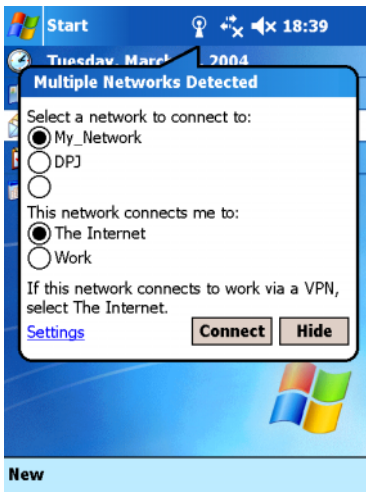 Start 18:39
Tuesday, March 2004
Multiple Networks Detected
Select a network to connect to:
My_Network
DPJ
This network connects me to:
The Internet
Work
If this network connects to work via a VPN,
select The Internet.
Settings Connect Hide
New